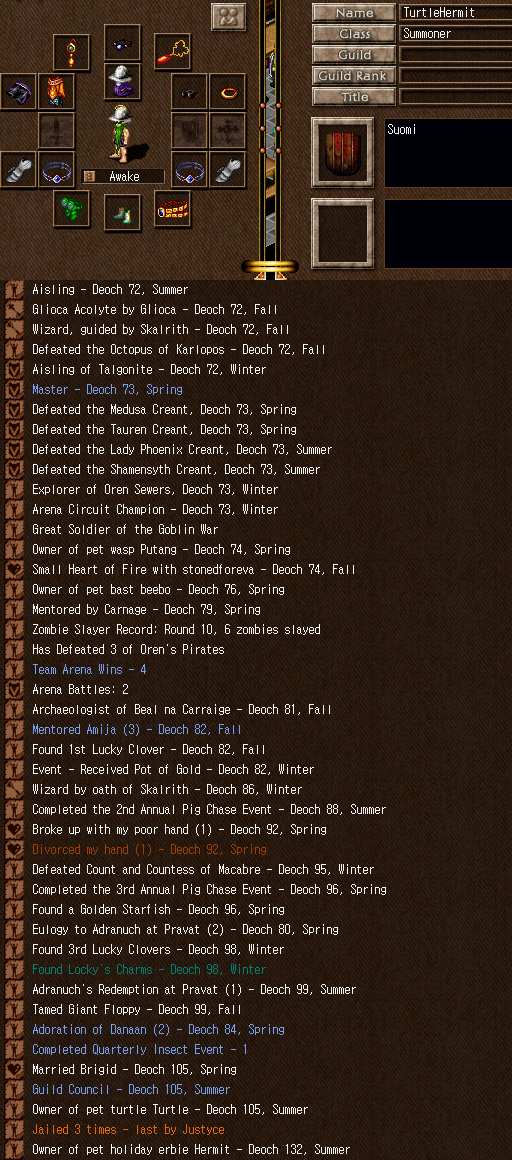 Name TurtleHermit
Class Summoner
Guild
Guild Rank
Title
Suomi
Awake
Aisling - Deoch 72, Summer
Glioca Acolyte by Glioca - Deoch 72, Fall
Wizard, guided by Skalrith - Deoch 72, Fall
Defeated the Octopus of Karlopos - Deoch 72, Fall
Aisling of Talgonite - Deoch 72, Winter
Master - Deoch 73, Spring
Defeated the Medusa Creant, Deoch 73, Spring
Defeated the Tauren Creant, Deoch 73, Spring
Defeated the Lady Phoenix Creant, Deoch 73, Summer
Defeated the Shamensyth Creant, Deoch 73, Summer
Explorer of Oren Sewers, Deoch 73, Winter
Arena Circuit Champion - Deoch 73, Winter
Great Soldier of the Goblin War
Owner of pet wasp Putang - Deoch 74, Spring
Small Heart of Fire with stonedforeva - Deoch 74, Fall
Owner of pet bast beebo - Deoch 76, Spring
Mentored by Carnage - Deoch 79, Spring
Zombie Slayer Record: Round 10, 6 zombies slayed
Has Defeated 3 of Oren's Pirates
Team Arena Wins - 4
Arena Battles: 2
Archaeologist of Beal na Carraige - Deoch 81, Fall
Mentored Amija (3) - Deoch 82, Fall
Found 1st Lucky Clover - Deoch 82, Fall
Event - Received Pot of Gold - Deoch 82, Winter
Wizard by oath of Skalrith - Deoch 86, Winter
Completed the 2nd Annual Pig Chase Event - Deoch 88, Summer
Broke up with my poor hand (1) - Deoch 92, Spring
Divorced my hand (1) - Deoch 92, Spring
Defeated Count and Countess of Macabre - Deoch 95, Winter
Completed the 3rd Annual Pig Chase Event - Deoch 96, Spring
Found a Golden Starfish - Deoch 96, Spring
Eulogy to Adranuch at Pravat (2) - Deoch 80, Spring
Found 3rd Lucky Clovers - Deoch 98, Winter
Found Locky's Charms - Deoch 98, Winter
Adranuch's Redemption at Pravat (1) - Deoch 99, Summer
Tamed Giant Floppy - Deoch 99, Fall
Adoration of Danaan (2) - Deoch 84, Spring
Completed Quarterly Insect Event - 1
Married Brigid - Deoch 105, Spring
Guild Council - Deoch 105, Summer
Owner of pet turtle Turtle - Deoch 105, Summer
Jailed 3 times - last by Justyce
Owner of pet holiday erbie Hermit - Deoch 132, Summer